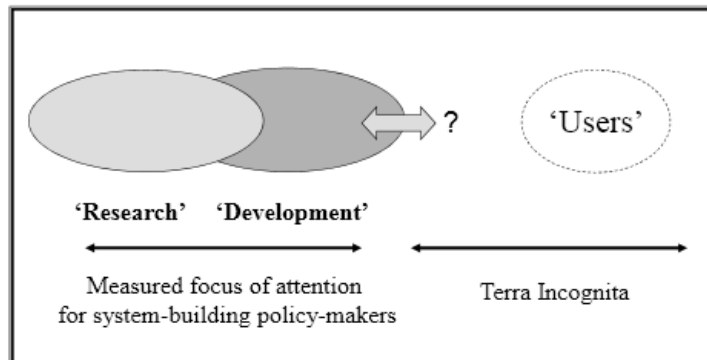 ?
‘Users’
‘Research’
‘Development’
Measured focus of attention
for system-building policy-makers
Terra Incognita